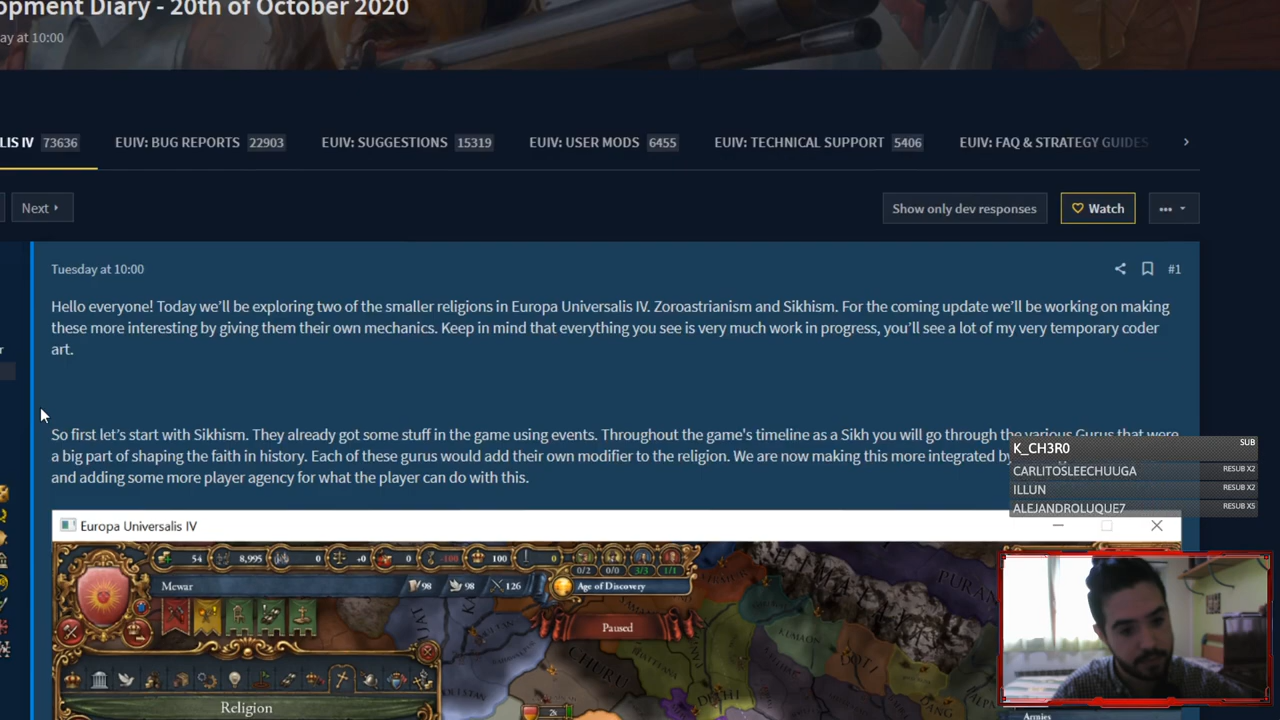 opment Diary - 20th of October 2020
ay at 10:00
LIS IV 73636 EUIV: BUG REPORTS 22903 EUIV: SUGGESTIONS 15319 EUIV: USER MODS 6455 EUIV: TECHNICAL SUPPORT 5406 EUIV: FAQ & STRATEGY GUIDES
Next Show only dev responses Watch
Tuesday at 10:00 #1
Hello everyone! Today we'll be exploring two of the smaller religions in Europa Universalis IV. Zoroastrianism and Sikhism. For the coming update we'll be working on making
these more interesting by giving them their own mechanics. Keep in mind that everything you see is very much work in progress, you'll see a lot of my very temporary coder
art.
So first let's start with Sikhism. They already got some stuff in the game using events. Throughout the game's timeline as a Sikh you will go through the various Gurus that were
a big part of shaping the faith in history. Each of these gurus would add their own modifier to the religion. We are now making this more integrated by
and adding some more player agency for what the player can do with this.
K_CH3R0 SUB
CARLITOSLEECHUUGA RESUB X2
ILLUN RESUB X2
ALEJANDROLUQUE7 RESUB X5
Europa Universalis IV
54 8,995 0 +0 0 -100 100 0
0/2 0/0 3/3 1/1
Mewar 98 98 126 Age of Discovery
Paused
CHURU
KUMAON
DOTI
DELHI
2k
Religion
Armies